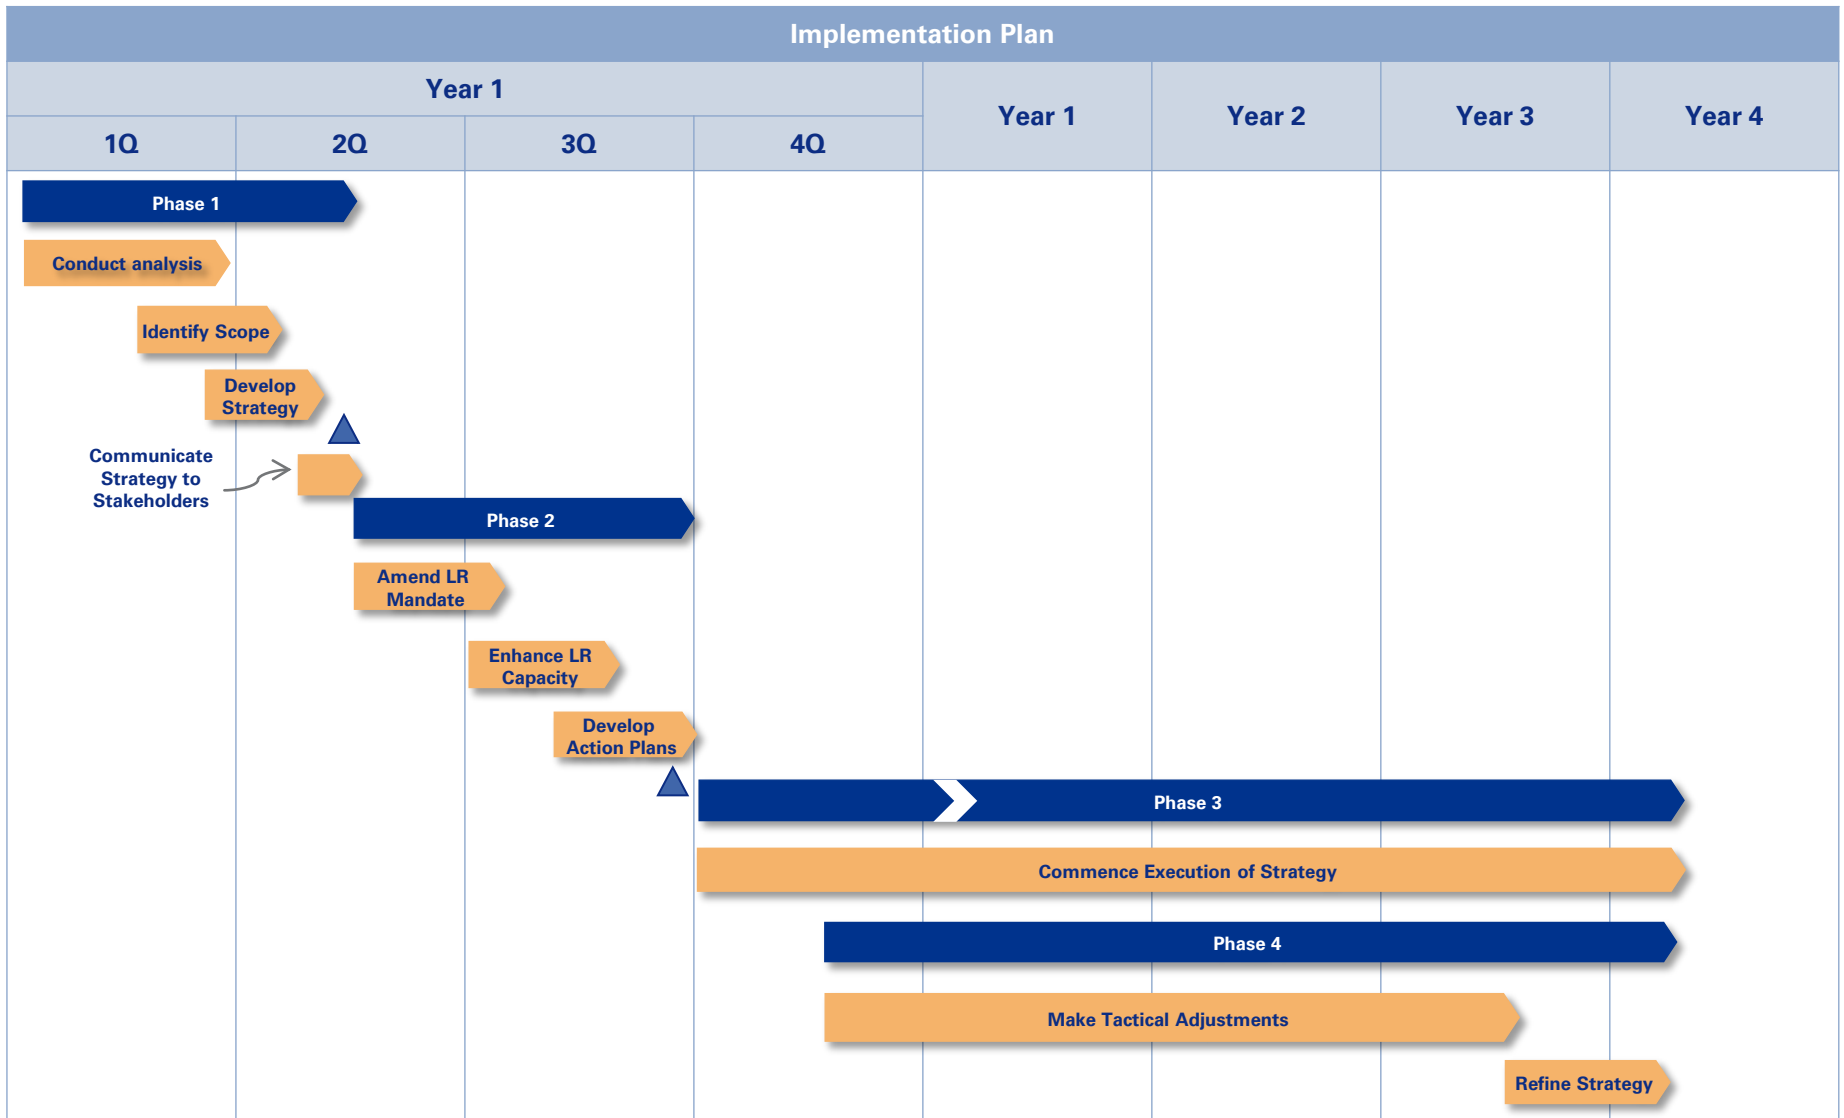 Implementation Plan
Year 1
Year 1
Year 2
Year 3
Year 4
1Q
2Q
3Q
4Q
Phase 1
Conduct analysis
Identify Scope
Develop
Strategy
Communicate
Strategy to
Stakeholders
Phase 2
Amend LR
Mandate
Enhance LR
Capacity
Develop
Action Plans
Phase 3
Commence Execution of Strategy
Phase 4
Make Tactical Adjustments
Refine Strategy